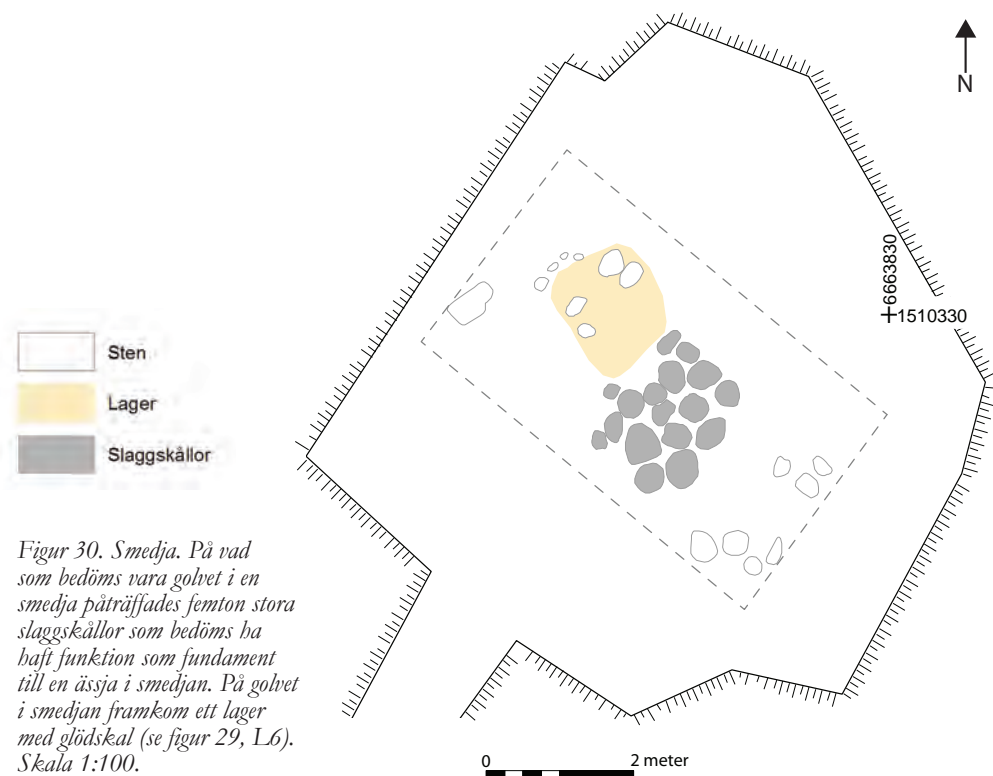 N
6663830
1510330
Sten
Lager
Slaggskållor
Figur 30. Smedja. På vad
som bedöms vara golvet i en
smedja påträffades femton stora
slaggskållor som bedöms ha
haft funktion som fundament
till en ässja i smedjan. På golvet
i smedjan framkom ett lager
med glödskal (se figur 29, L6).
Skala 1:100.
0 2 meter